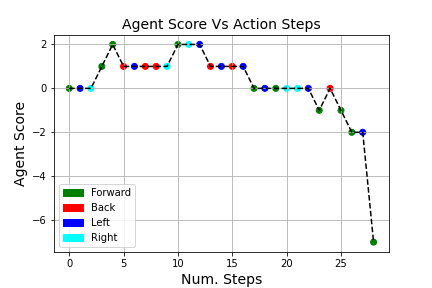 Agent Score Vs Action Steps
Agent Score
2
0
−2
−4
−6
Forward
Back
Left
Right
0 5 10 15 20 25
Num. Steps